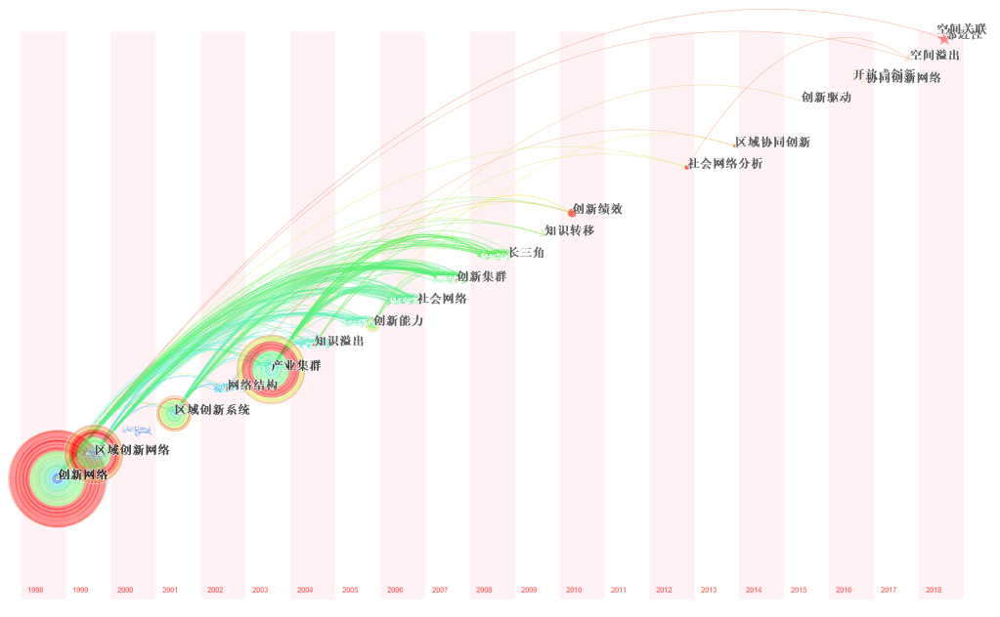 空间关联
邻近性
空间溢出
开放式创新
协同创新网络
创新驱动
区域协同创新
社会网络分析
创新绩效
知识转移
长三角
创新集群
社会网络
创新能力
知识溢出
产业集群
网络结构
区域创新系统
区域创新网络
创新网络
1998 1999 2000 2001 2002 2003 2004 2005 2006 2007 2008 2009 2010 2011 2012 2013 2014 2015 2016 2017 2018